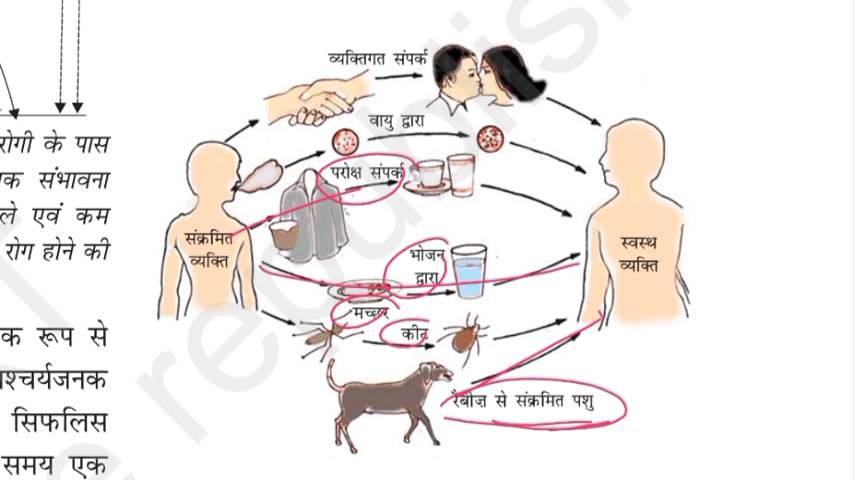 रोगी के पास
क संभावना
ले एवं कम
रोग होने की
क रूप से
श्चर्यजनक
सिफलिस
समय एक
व्यक्तिगत संपर्क
वायु द्वारा
परोक्ष संपर्क
संक्रमित
व्यक्ति
भोजन
द्वारा
स्वस्थ
व्यक्ति
मच्छर
कीट
रैबीज़ से संक्रमित पशु